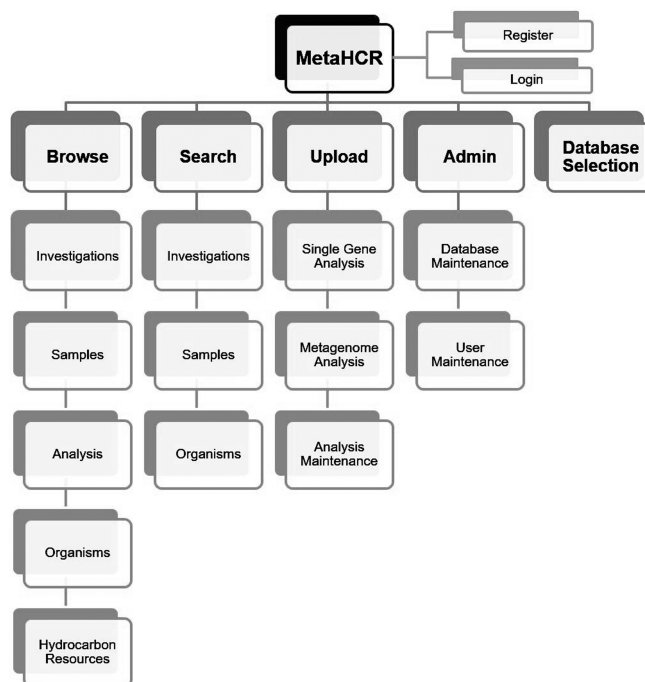 MetaHCR
Register
Login
Browse
Search
Upload
Admin
Database
Selection
Investigations
Investigations
Single Gene
Analysis
Database
Maintenance
Samples
Samples
Metagenome
Analysis
User
Maintenance
Analysis
Organisms
Analysis
Maintenance
Organisms
Hydrocarbon
Resources